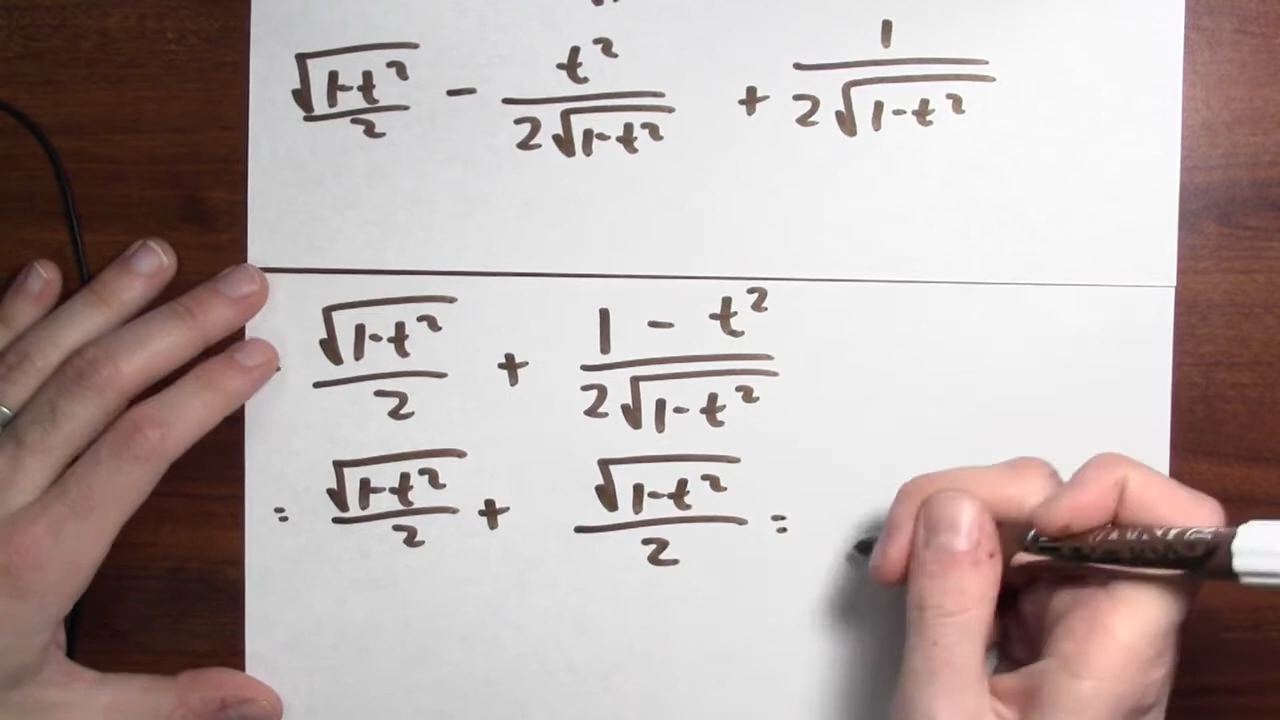 √(1-t²)/2 - t²/(2√(1-t²)) + 1/(2√(1-t²))
√(1-t²)/2 + (1 - t²)/(2√(1-t²))
= √(1-t²)/2 + √(1-t²)/2 =